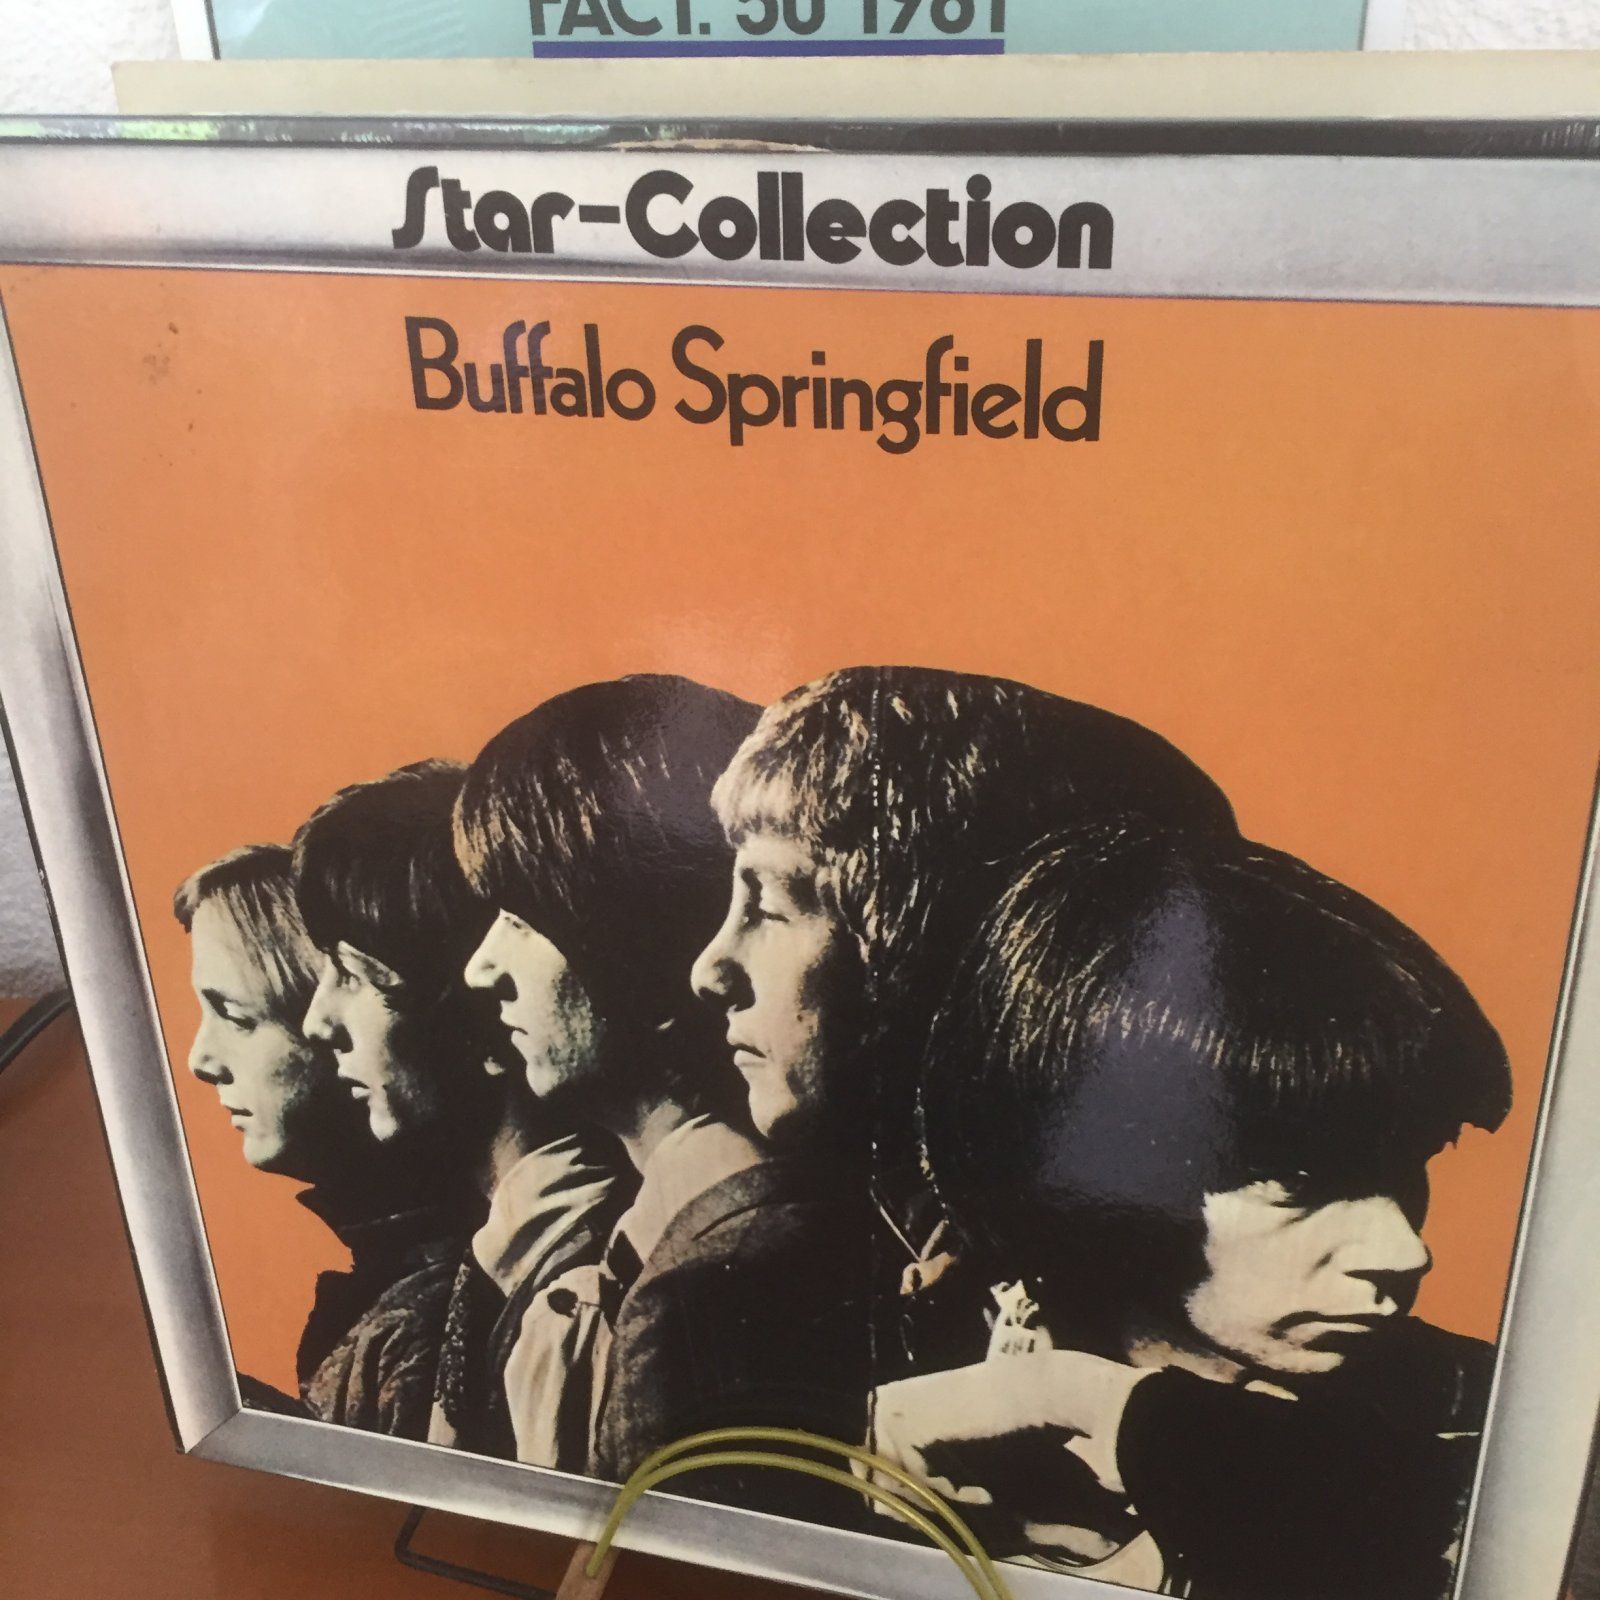 FACT. 50 1981
Star-Collection
Buffalo Springfield